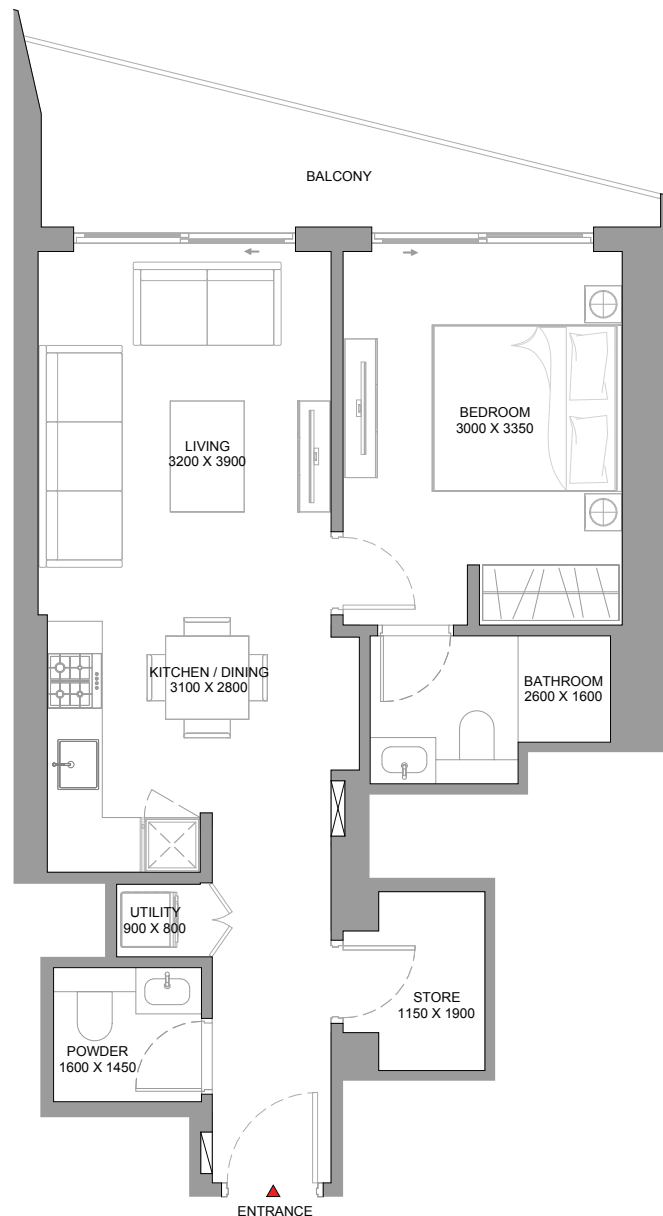 BALCONY
LIVING
3200 X 3900
BEDROOM
3000 X 3350
KITCHEN / DINING
3100 X 2800
BATHROOM
2600 X 1600
UTILITY
900 X 800
STORE
1150 X 1900
POWDER
1600 X 1450
ENTRANCE